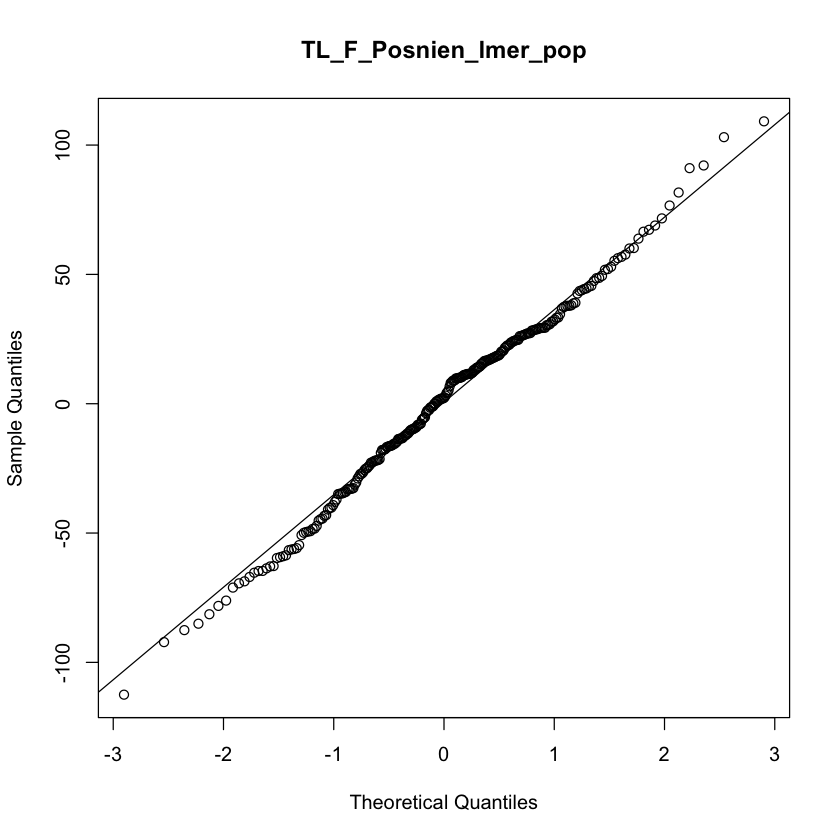 TL_F_Posnien_lmer_pop
100
50
0
-50
-100
Sample Quantiles
-3 -2 -1 0 1 2 3
Theoretical Quantiles